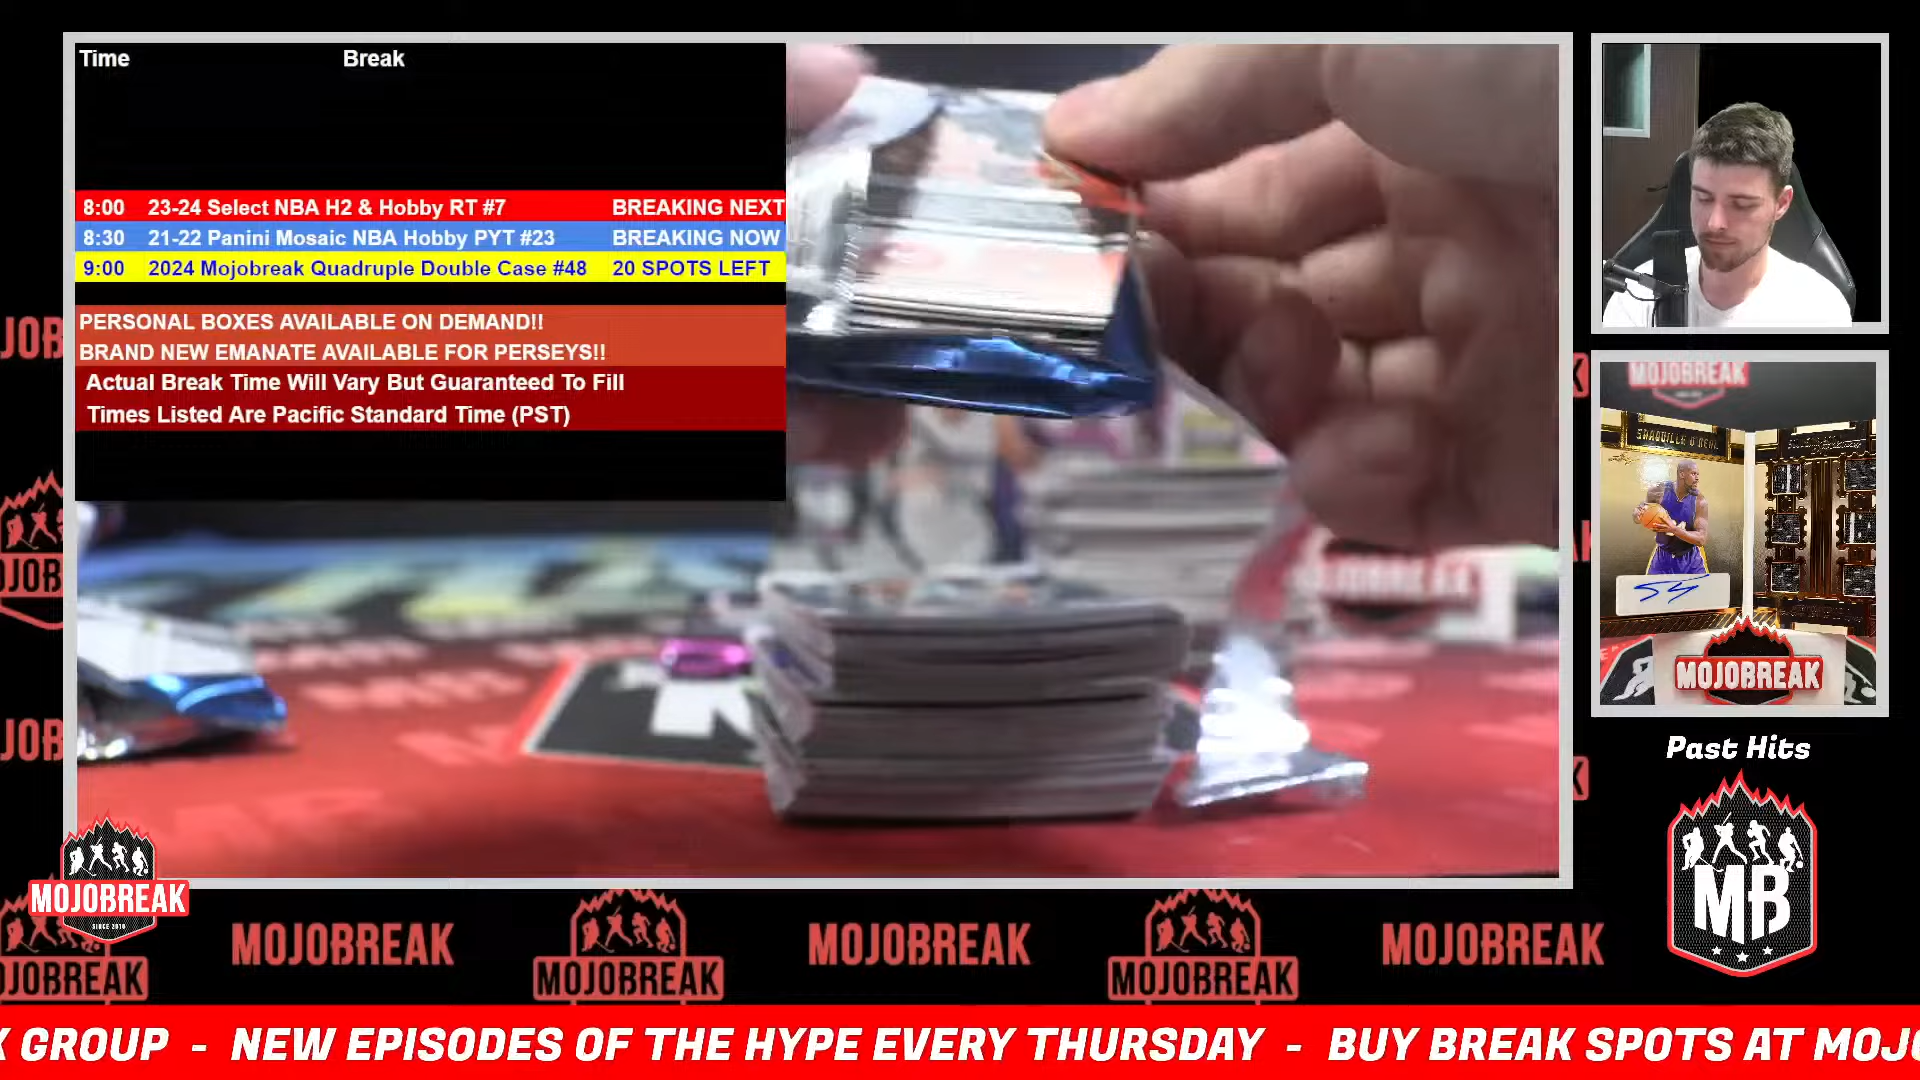 Time Break
8:00 23-24 Select NBA H2 & Hobby RT #7 BREAKING NEXT
8:30 21-22 Panini Mosaic NBA Hobby PYT #23 BREAKING NOW
9:00 2024 Mojobreak Quadruple Double Case #48 20 SPOTS LEFT
PERSONAL BOXES AVAILABLE ON DEMAND!!
BRAND NEW EMANATE AVAILABLE FOR PERSEYS!!
Actual Break Time Will Vary But Guaranteed To Fill
Times Listed Are Pacific Standard Time (PST)
MOJOBREAK
SHAQUILLE O'NEAL
MOJOBREAK
Past Hits
MB
MOJOBREAK
MOJOBREAK
SINCE 2010
MOJOBREAK
MOJOBREAK
MOJOBREAK
MOJOBREAK
MOJOBREAK
K GROUP - NEW EPISODES OF THE HYPE EVERY THURSDAY - BUY BREAK SPOTS AT MOJO